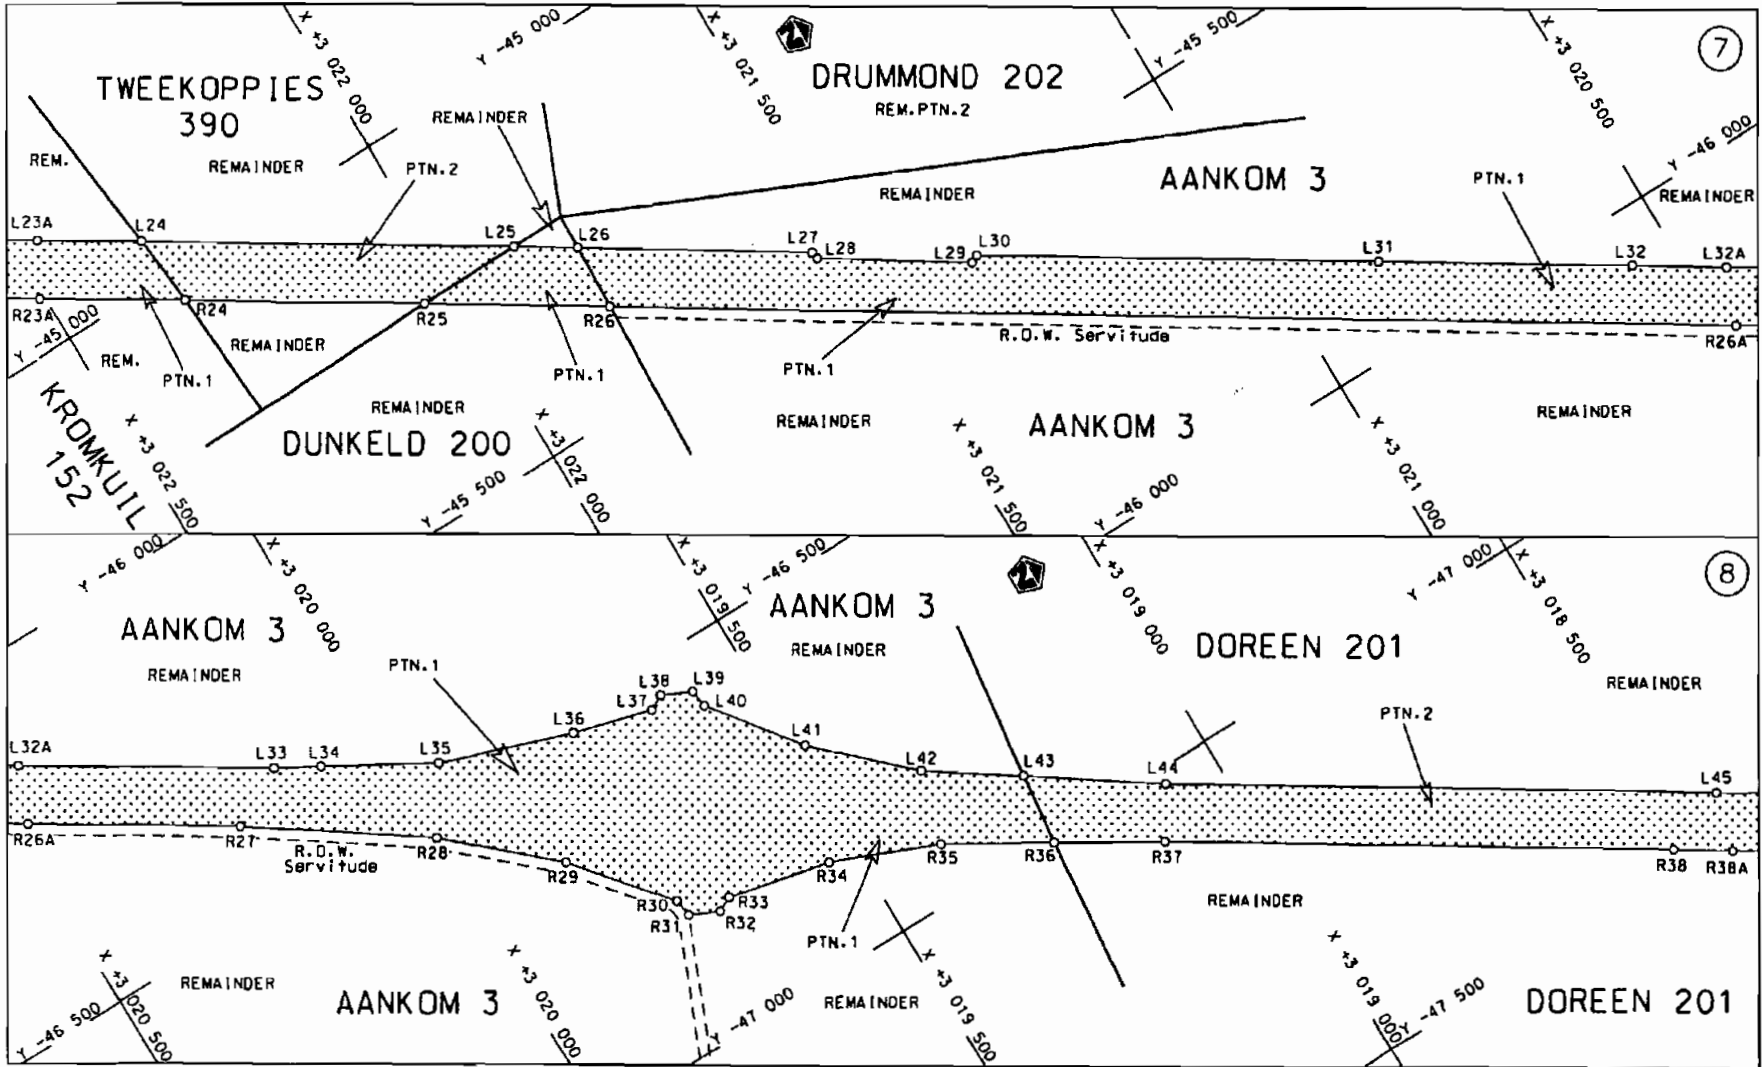 X +3 022 000
Y -45 000
X +3 021 500
Y -45 500
X +3 020 500
7
TWEEKOPPIES
390
DRUMMOND 202
REM.PTN.2
REMAINDER
Y -46 000
REM.
REMAINDER
PTN.2
REMAINDER
AANKOM 3
PTN.1
REMAINDER
L23A
L24
L25
L26
L27
L28
L29
L30
L31
L32
L32A
R23A
R24
R25
R26
R.O.W. Servitude
R26A
Y -45 000
REM.
REMAINDER
PTN.1
PTN.1
PTN.1
KROMKUIL
152
REMAINDER
DUNKELD 200
REMAINDER
AANKOM 3
REMAINDER
X +3 022 500
Y -45 500
X +3 022 000
X +3 021 500
Y -46 000
X +3 021 000
Y -46 000
X +3 020 000
X +3 019 500
Y -46 500
X +3 019 000
Y -47 000
X +3 018 500
8
AANKOM 3
REMAINDER
AANKOM 3
REMAINDER
DOREEN 201
REMAINDER
PTN.1
PTN.2
L32A
L33
L34
L35
L36
L37
L38
L39
L40
L41
L42
L43
L44
L45
R26A
R27
R.O.W.
Servitude
R28
R29
R30
R31
R32
R33
R34
R35
R36
R37
R38
R38A
PTN.1
REMAINDER
REMAINDER
AANKOM 3
REMAINDER
DOREEN 201
Y -46 500
X +3 020 500
X +3 020 000
Y -47 000
X +3 019 500
X +3 019 000
Y -47 500